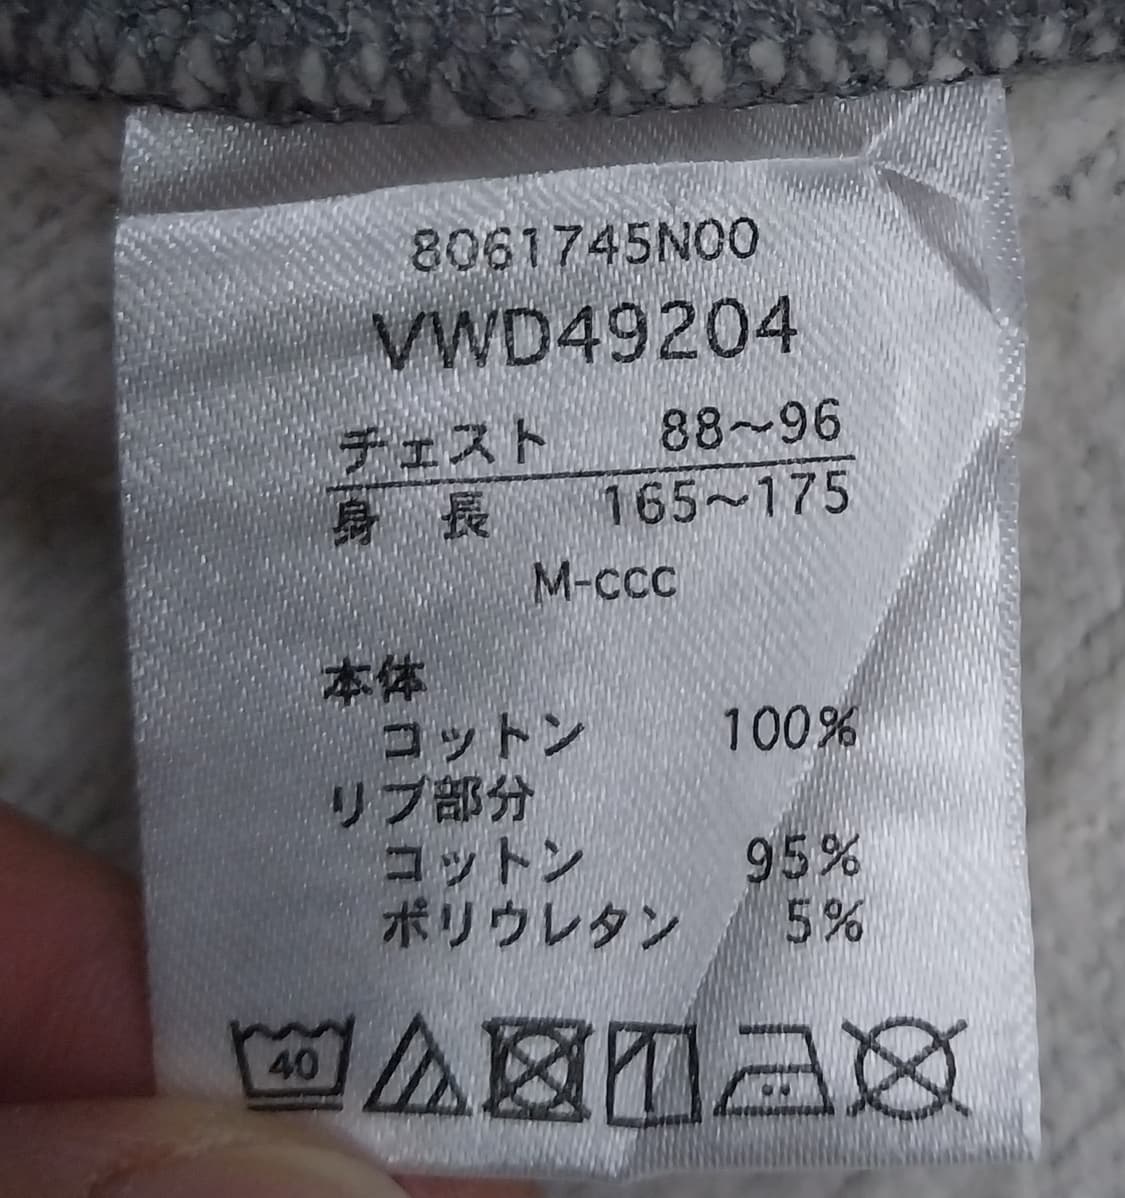 8061745N00
VWD49204
チェスト 88～96
身 長 165～175
M-ccc
本体
コットン 100%
リブ部分
コットン 95%
ポリウレタン 5%
40